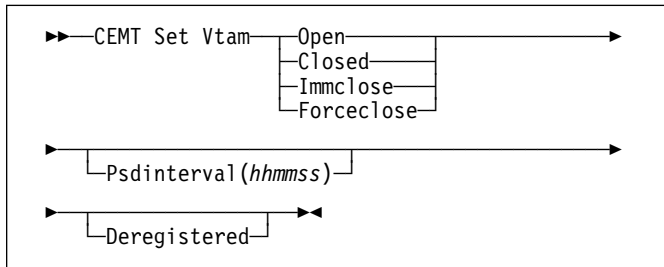 CEMT Set Vtam Open
Closed
Immclose
Forceclose
Psdinterval(hhmmss)
Deregistered